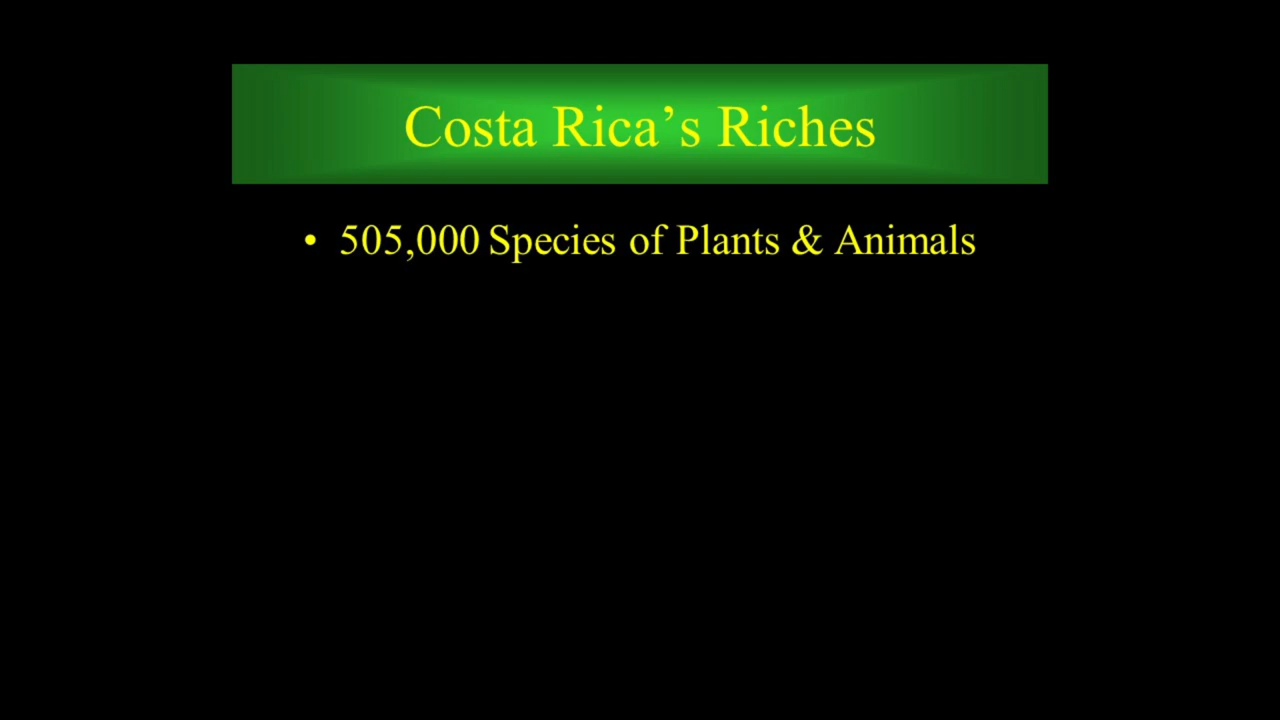 Costa Rica’s Riches
• 505,000 Species of Plants & Animals